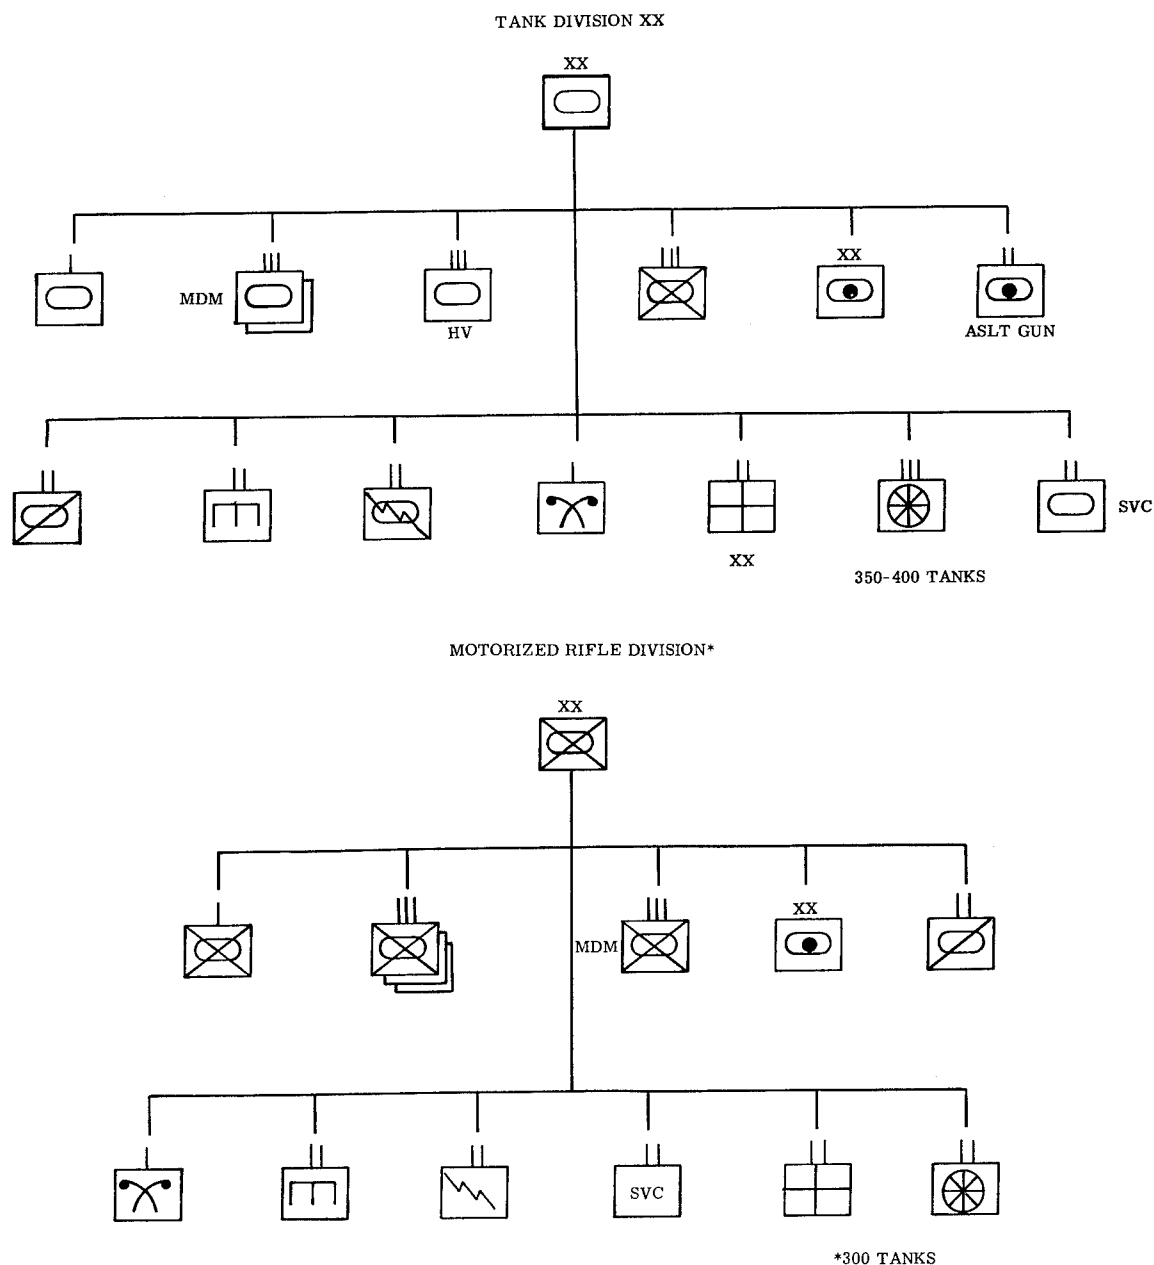 TANK DIVISION XX
XX
XX
MDM
HV
ASLT GUN
SVC
XX
350-400 TANKS
MOTORIZED RIFLE DIVISION*
XX
XX
MDM
SVC
*300 TANKS